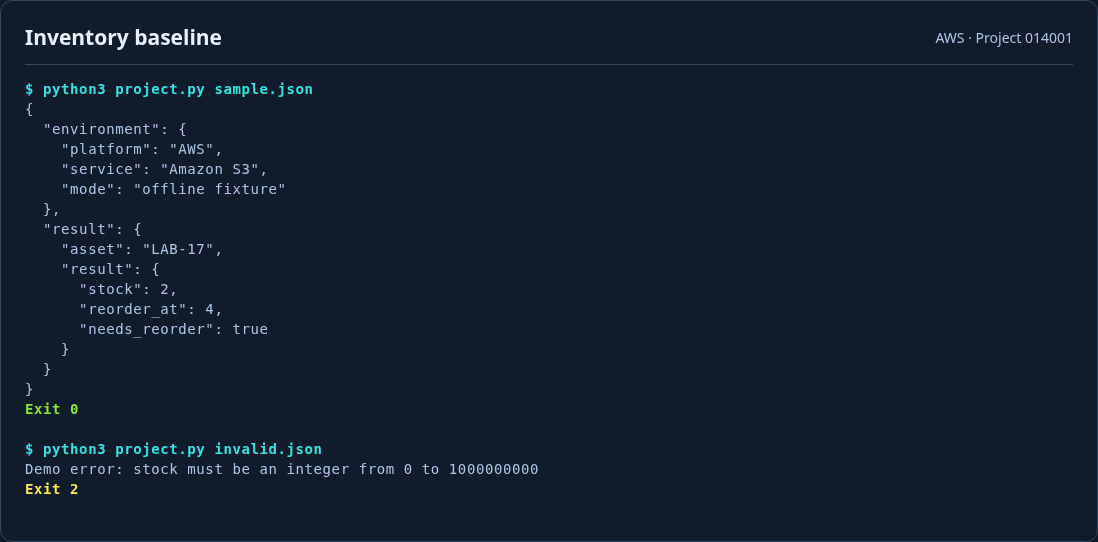 Inventory baseline
AWS · Project 014001
$ python3 project.py sample.json
{
  "environment": {
    "platform": "AWS",
    "service": "Amazon S3",
    "mode": "offline fixture"
  },
  "result": {
    "asset": "LAB-17",
    "result": {
      "stock": 2,
      "reorder_at": 4,
      "needs_reorder": true
    }
  }
}
Exit 0
$ python3 project.py invalid.json
Demo error: stock must be an integer from 0 to 1000000000
Exit 2